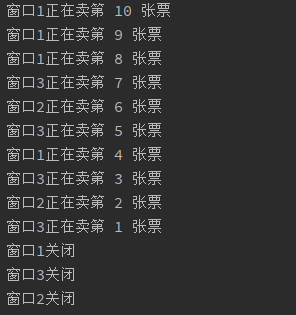 窗口1正在卖第 10 张票
窗口1正在卖第 9 张票
窗口1正在卖第 8 张票
窗口3正在卖第 7 张票
窗口2正在卖第 6 张票
窗口3正在卖第 5 张票
窗口1正在卖第 4 张票
窗口3正在卖第 3 张票
窗口2正在卖第 2 张票
窗口3正在卖第 1 张票
窗口1关闭
窗口3关闭
窗口2关闭